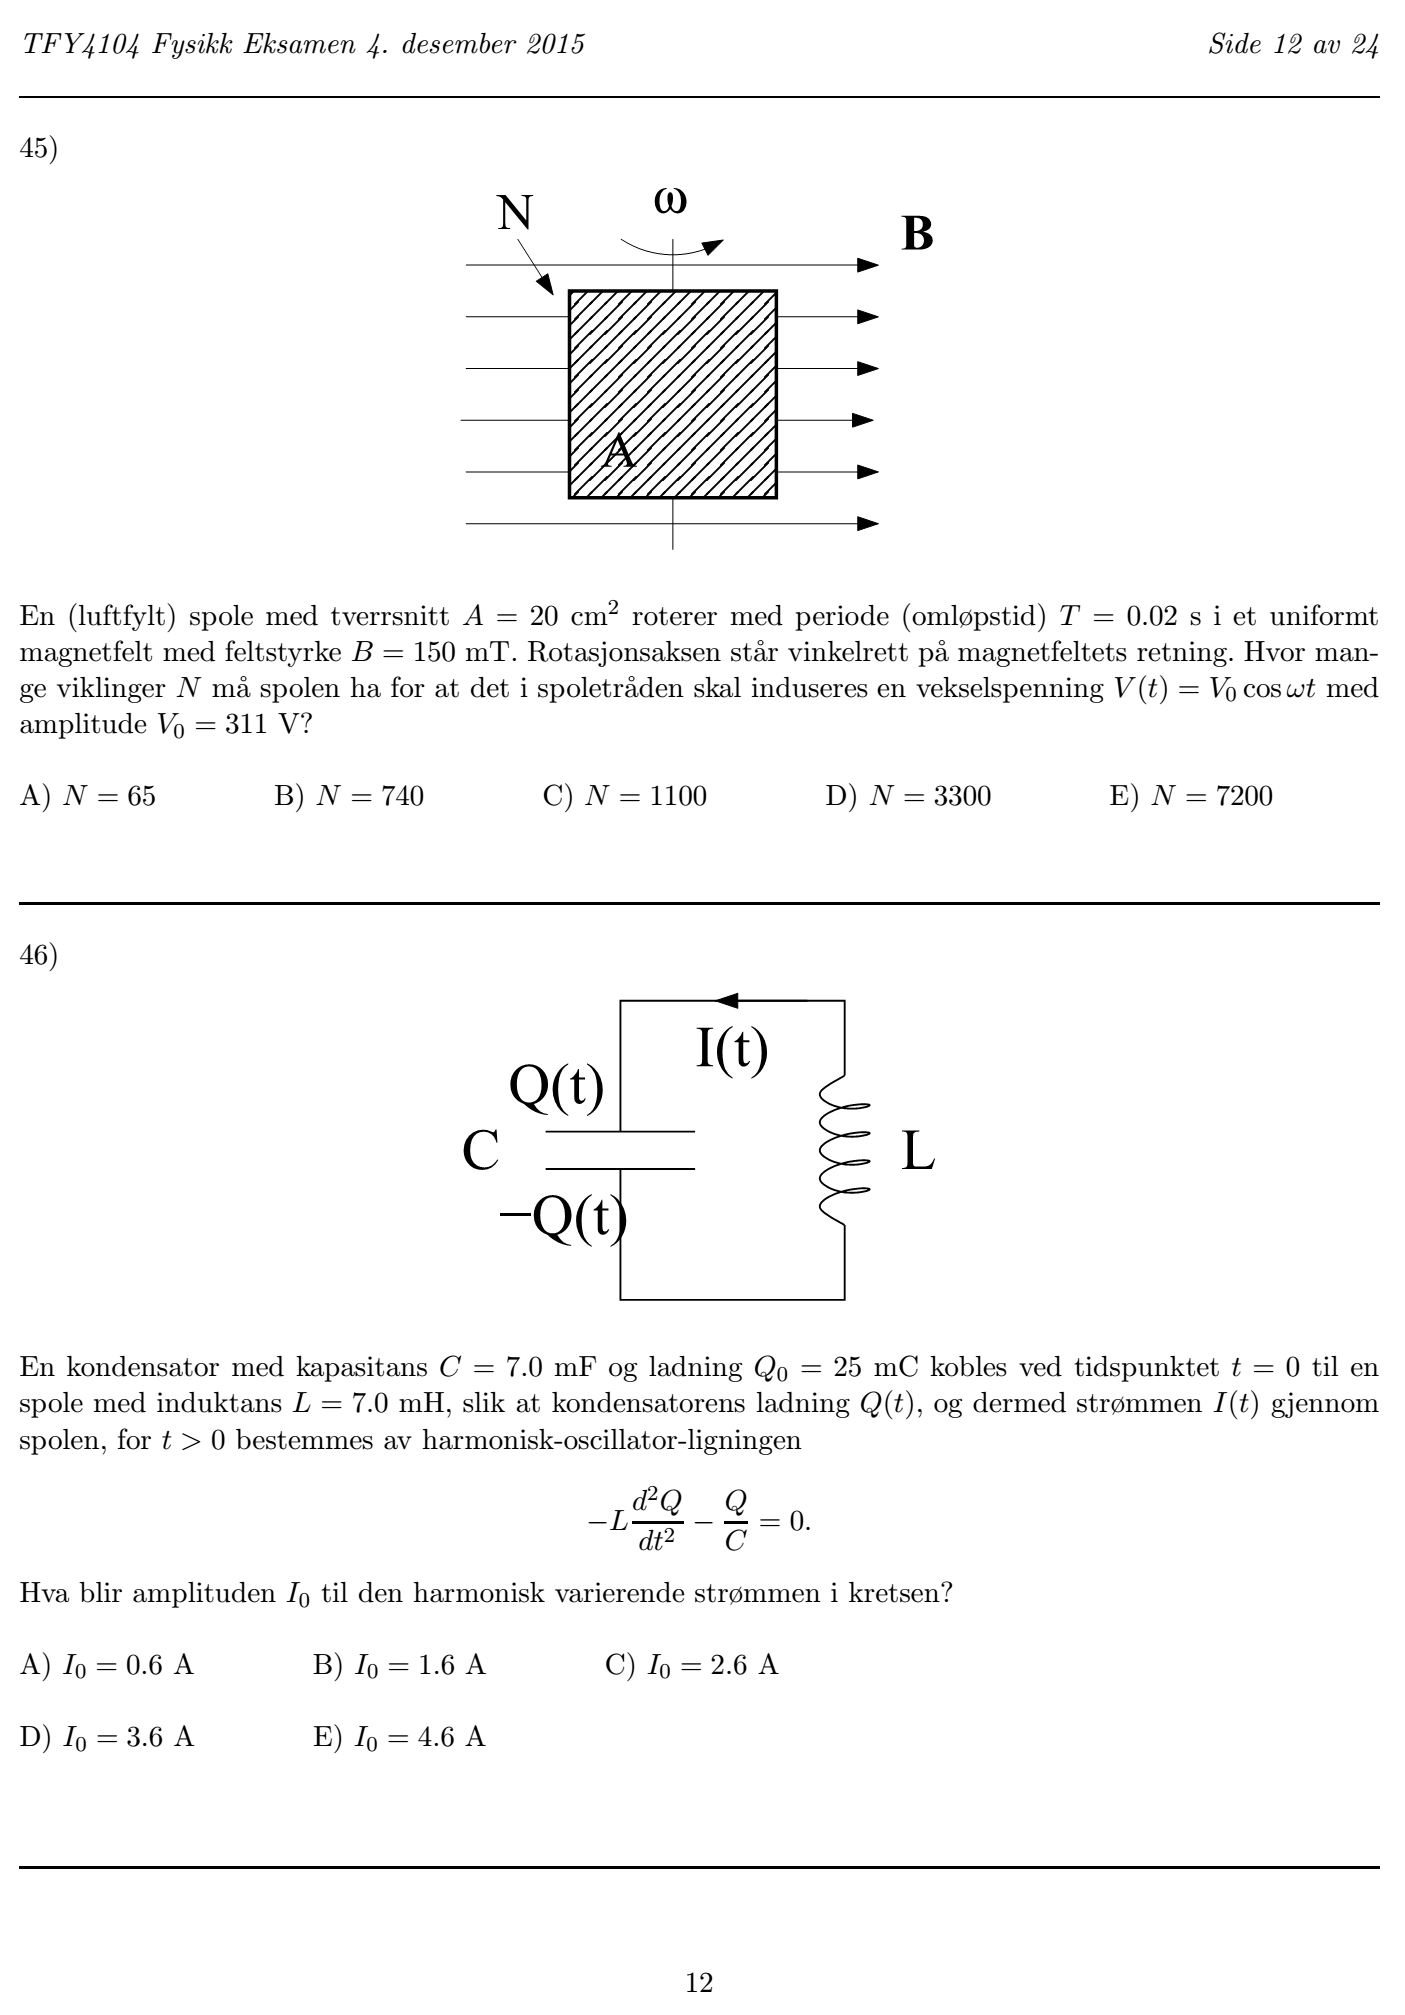 TFY4104 Fysikk Eksamen 4. desember 2015 Side 12 av 24
45)
N ω B
A
En (luftfylt) spole med tverrsnitt A = 20 cm² roterer med periode (omløpstid) T = 0.02 s i et uniformt
magnetfelt med feltstyrke B = 150 mT. Rotasjonsaksen står vinkelrett på magnetfeltets retning. Hvor man-
ge viklinger N må spolen ha for at det i spoletråden skal induseres en vekselspenning V(t) = V₀ cos ωt med
amplitude V₀ = 311 V?
A) N = 65 B) N = 740 C) N = 1100 D) N = 3300 E) N = 7200
46)
I(t)
Q(t)
C L
−Q(t)
En kondensator med kapasitans C = 7.0 mF og ladning Q₀ = 25 mC kobles ved tidspunktet t = 0 til en
spole med induktans L = 7.0 mH, slik at kondensatorens ladning Q(t), og dermed strømmen I(t) gjennom
spolen, for t > 0 bestemmes av harmonisk-oscillator-ligningen
−L d²Q/dt² − Q/C = 0.
Hva blir amplituden I₀ til den harmonisk varierende strømmen i kretsen?
A) I₀ = 0.6 A B) I₀ = 1.6 A C) I₀ = 2.6 A
D) I₀ = 3.6 A E) I₀ = 4.6 A
12